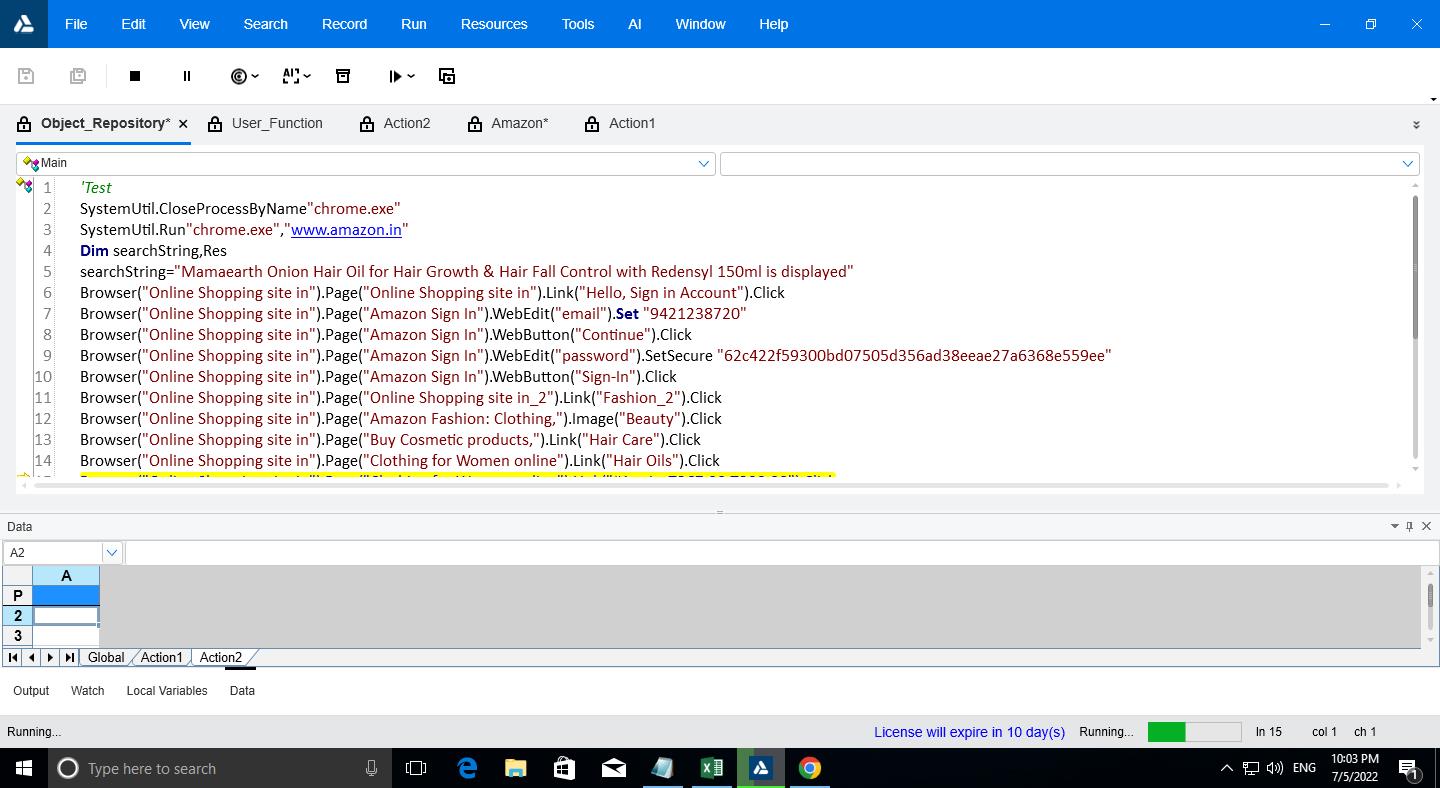 File Edit View Search Record Run Resources Tools AI Window Help
Object_Repository* User_Function Action2 Amazon* Action1
Main
1 'Test
2 SystemUtil.CloseProcessByName"chrome.exe"
3 SystemUtil.Run"chrome.exe","www.amazon.in"
4 Dim searchString,Res
5 searchString="Mamaearth Onion Hair Oil for Hair Growth & Hair Fall Control with Redensyl 150ml is displayed"
6 Browser("Online Shopping site in").Page("Online Shopping site in").Link("Hello, Sign in Account").Click
7 Browser("Online Shopping site in").Page("Amazon Sign In").WebEdit("email").Set "9421238720"
8 Browser("Online Shopping site in").Page("Amazon Sign In").WebButton("Continue").Click
9 Browser("Online Shopping site in").Page("Amazon Sign In").WebEdit("password").SetSecure "62c422f59300bd07505d356ad38eeae27a6368e559ee"
10 Browser("Online Shopping site in").Page("Amazon Sign In").WebButton("Sign-In").Click
11 Browser("Online Shopping site in").Page("Online Shopping site in_2").Link("Fashion_2").Click
12 Browser("Online Shopping site in").Page("Amazon Fashion: Clothing,").Image("Beauty").Click
13 Browser("Online Shopping site in").Page("Buy Cosmetic products,").Link("Hair Care").Click
14 Browser("Online Shopping site in").Page("Clothing for Women online").Link("Hair Oils").Click
Data
A2
A
P
2
3
Global Action1 Action2
Output Watch Local Variables Data
Running... License will expire in 10 day(s) Running... ln 15 col 1 ch 1
Type here to search ENG 10:03 PM
7/5/2022 1